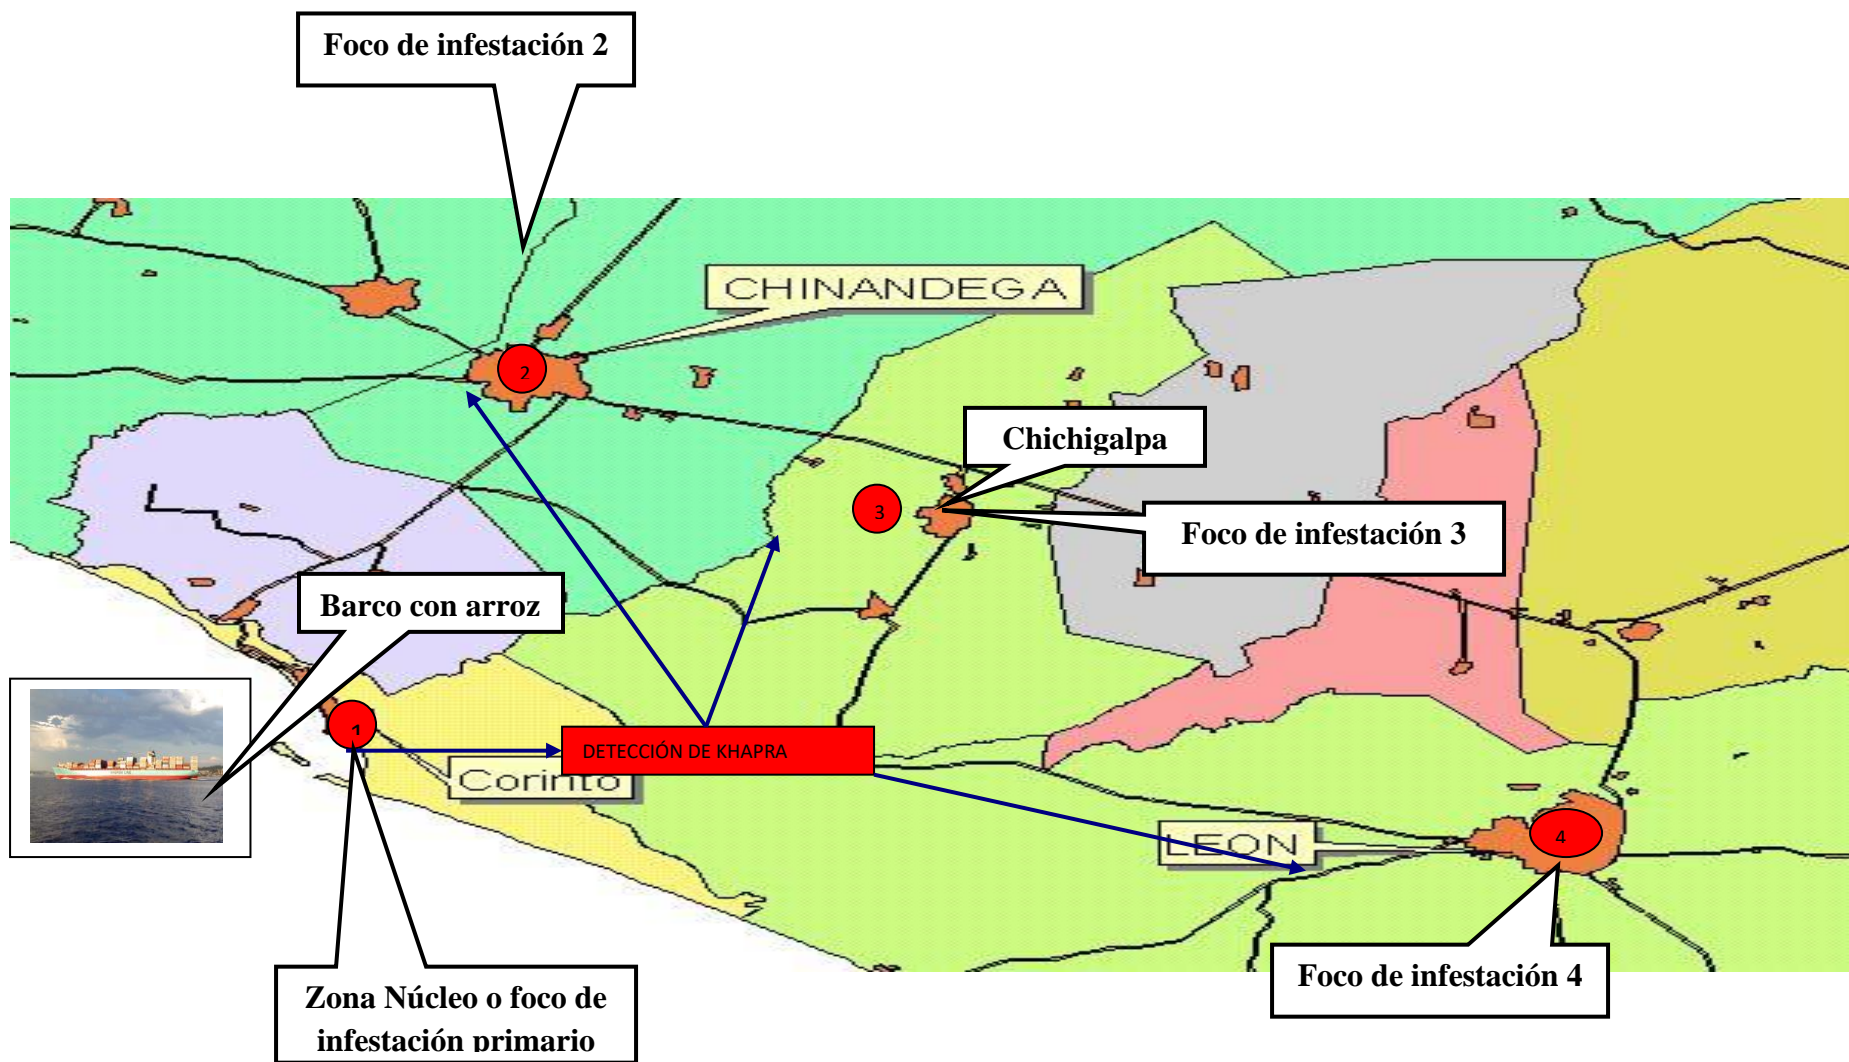 Foco de infestación 2
CHINANDEGA
2
Chichigalpa
3
Foco de infestación 3
Barco con arroz
1
DETECCIÓN DE KHAPRA
Corinto
LEON
4
Foco de infestación 4
Zona Núcleo o foco de
infestación primario